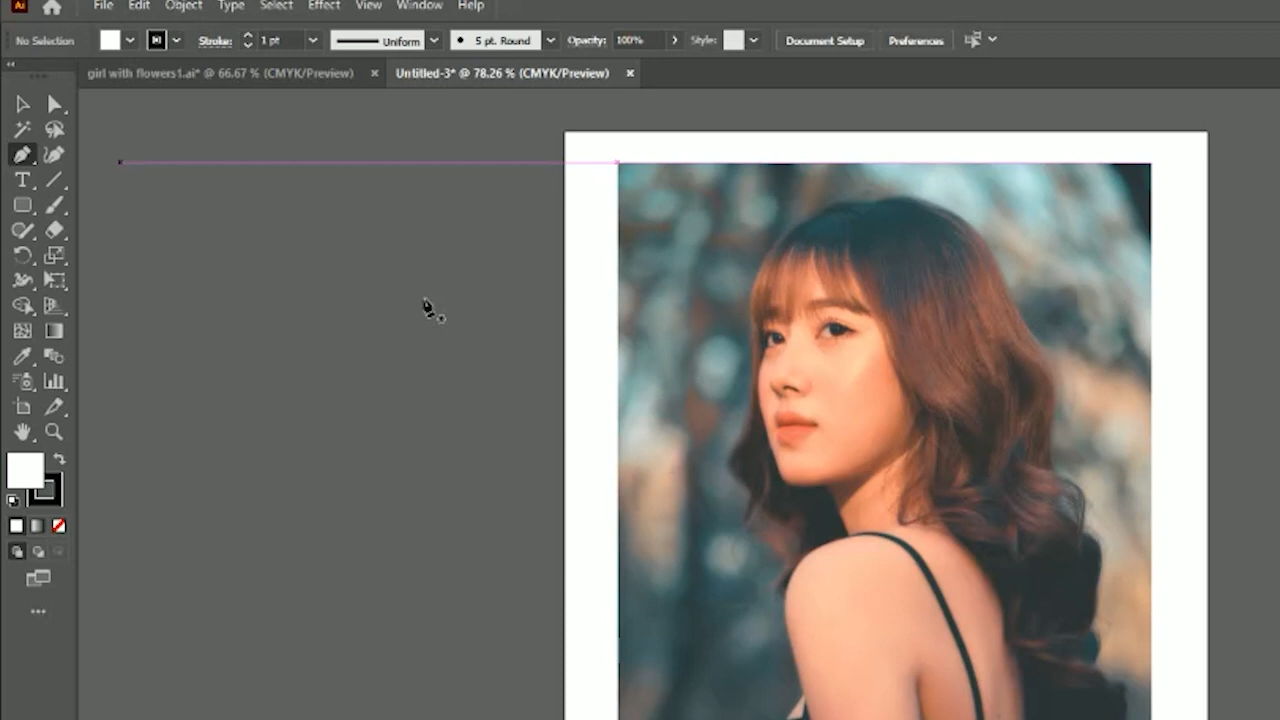 Ai File Edit Object Type Select Effect View Window Help
No Selection Stroke: 1 pt Uniform 5 pt. Round Opacity: 100% Style: Document Setup Preferences
girl with flowers1.ai* @ 66.67 % (CMYK/Preview) × Untitled-3* @ 78.26 % (CMYK/Preview) ×